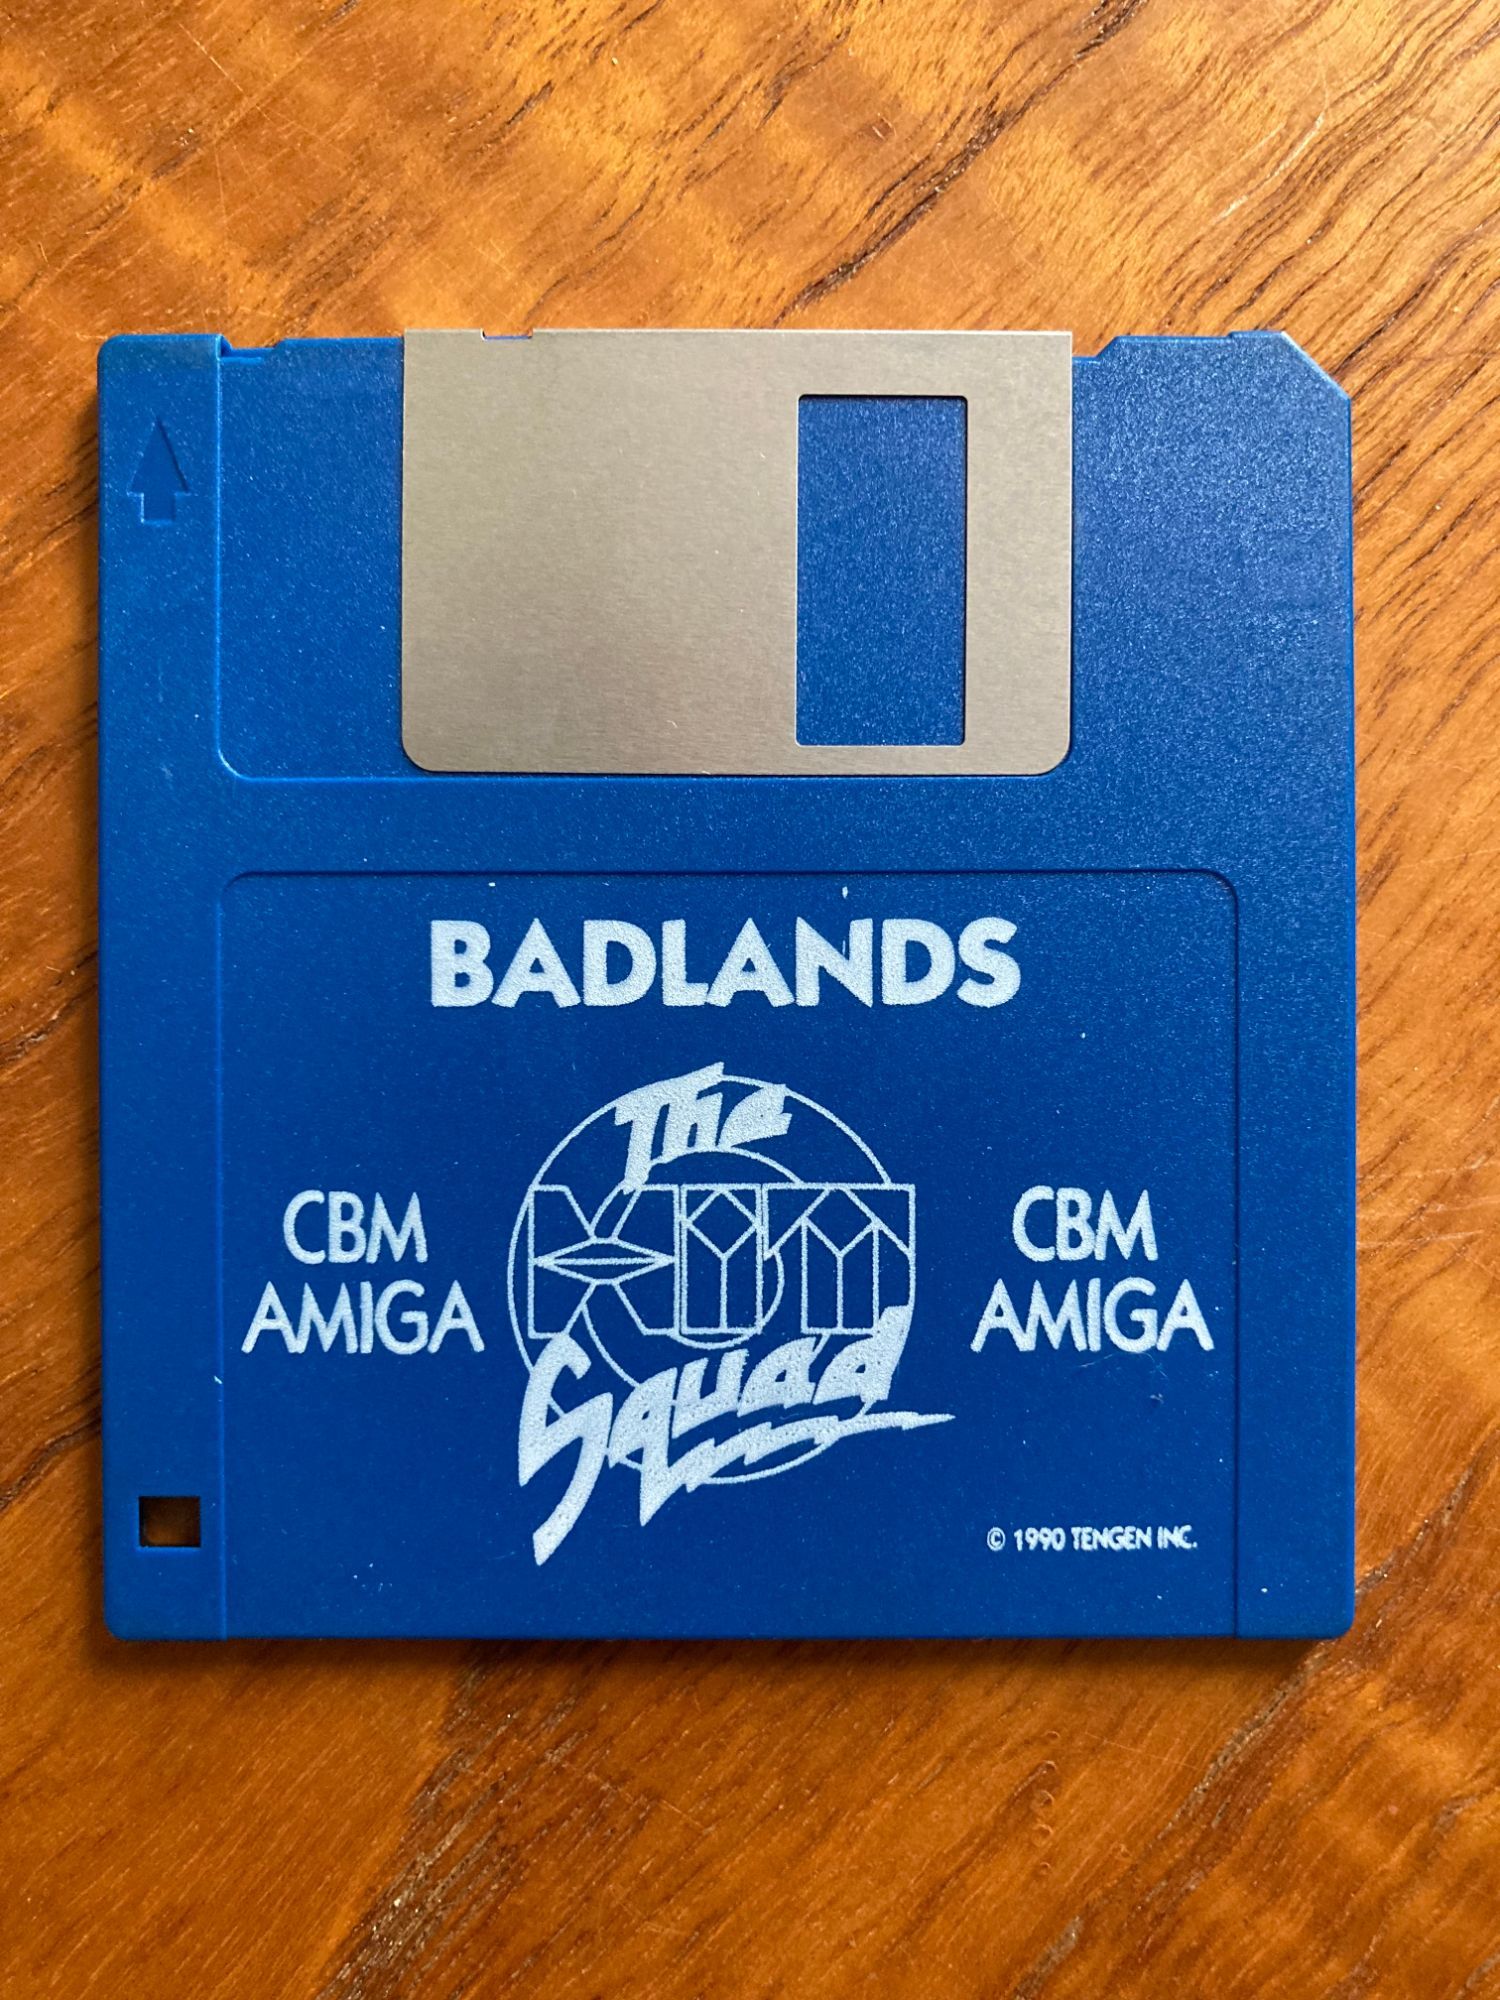 BADLANDS
The
HIT
Squad
CBM
AMIGA
CBM
AMIGA
© 1990 TENGEN INC.